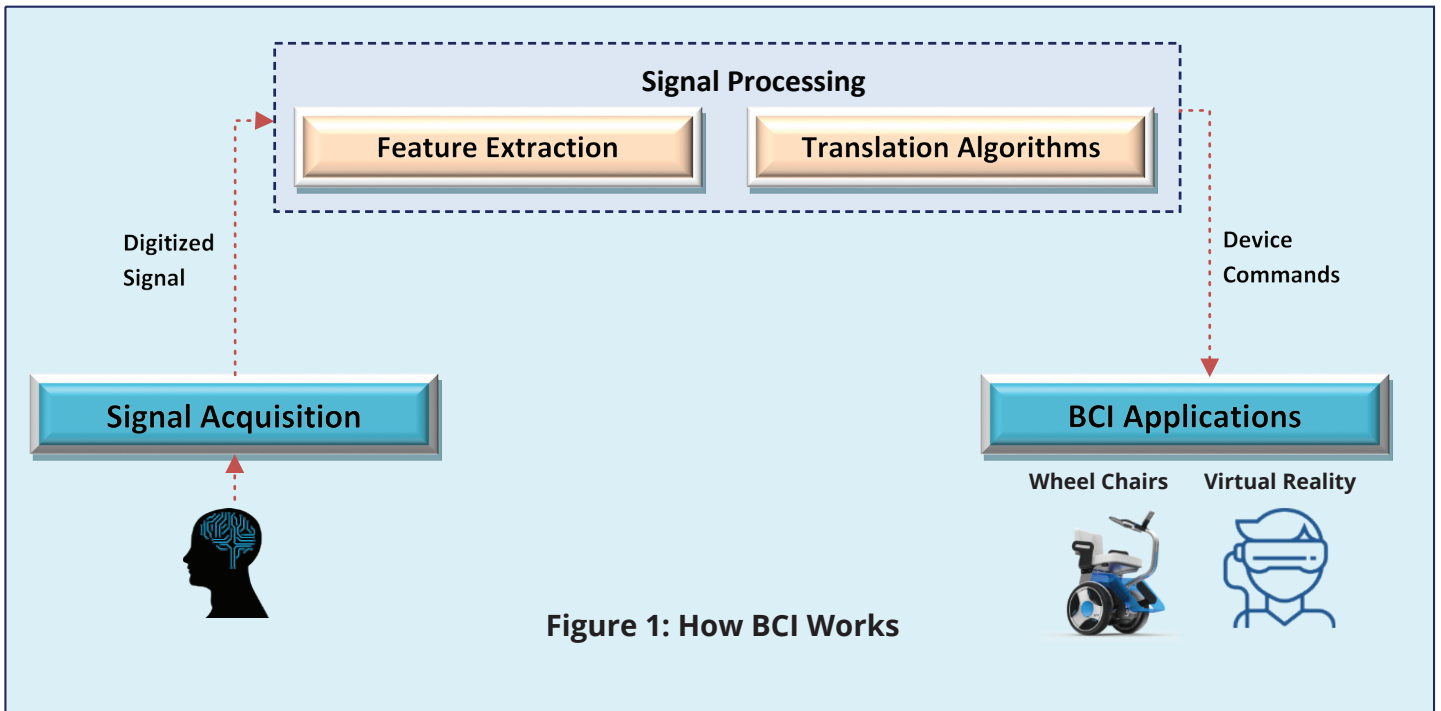 Signal Processing
Feature Extraction
Translation Algorithms
Digitized
Signal
Device
Commands
Signal Acquisition
BCI Applications
Wheel Chairs
Virtual Reality
Figure 1: How BCI Works